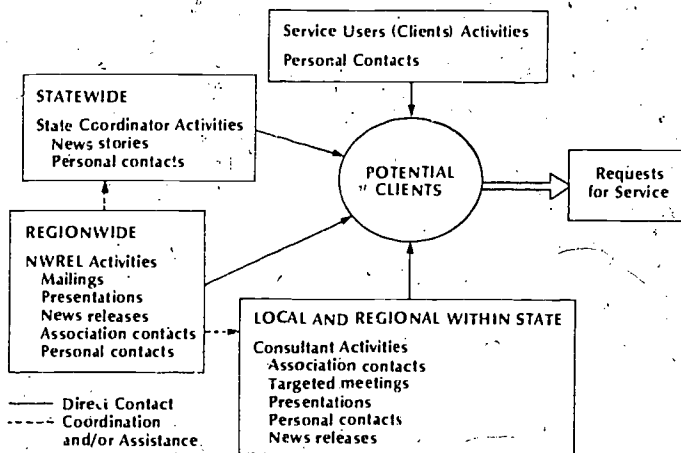 Service Users (Clients) Activities
Personal Contacts
STATEWIDE
State Coordinator Activities
News stories
Personal contacts
POTENTIAL
CLIENTS
Requests
for Service
REGIONWIDE
NWREL Activities
Mailings
Presentations
News releases
Association contacts
Personal contacts
LOCAL AND REGIONAL WITHIN STATE
Consultant Activities
Association contacts
Targeted meetings
Presentations
Personal contacts
News releases
Direct Contact
Coordination
and/or Assistance